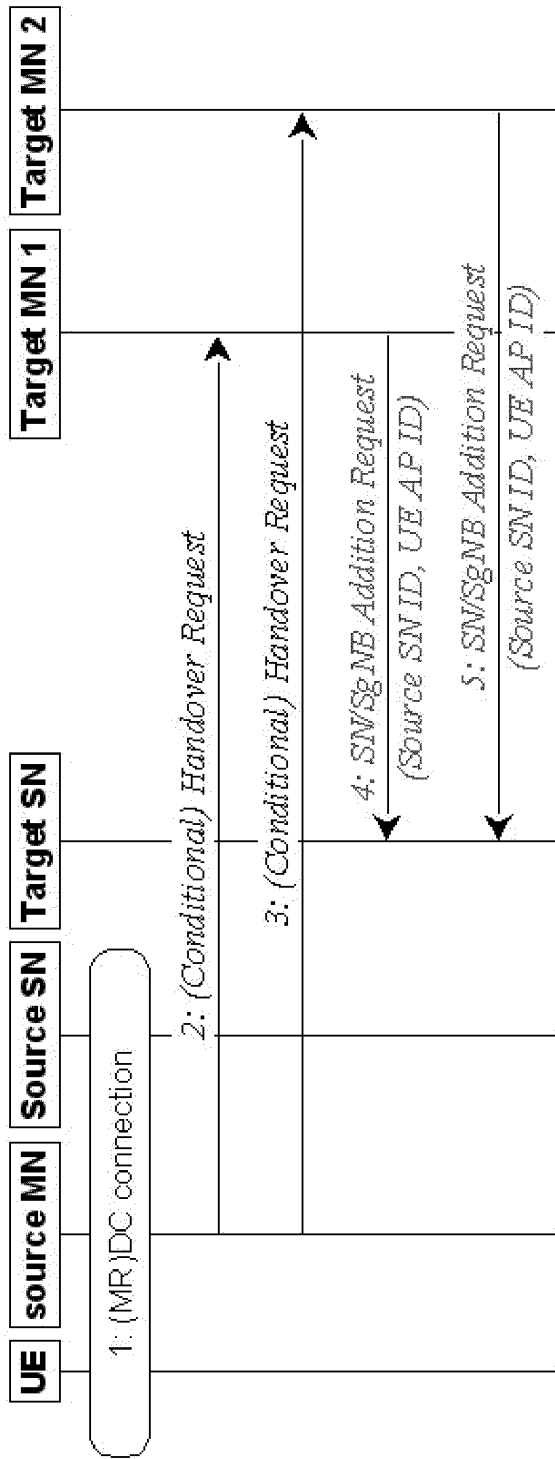 UE
source MN
Source SN
Target SN
Target MN 1
Target MN 2
1: (MR)DC connection
2: (Conditional) Handover Request
3: (Conditional) Handover Request
4: SN/SgNB Addition Request
(Source SN ID, UE AP ID)
5: SN/SgNB Addition Request
(Source SN ID, UE AP ID)